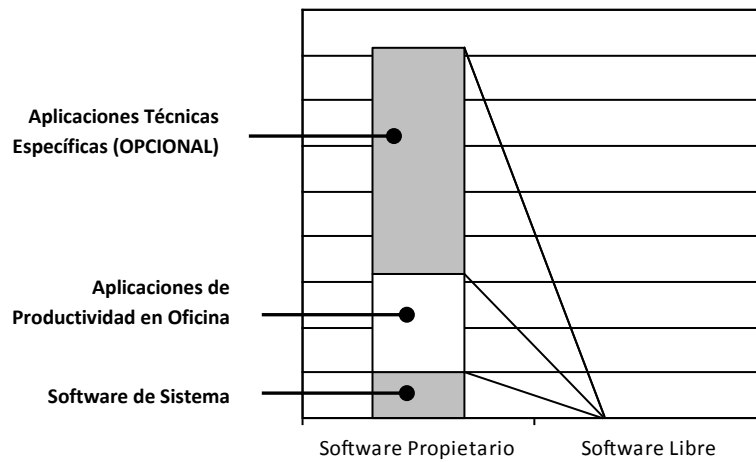 Aplicaciones Técnicas
Específicas (OPCIONAL)
Aplicaciones de
Productividad en Oficina
Software de Sistema
Software Propietario
Software Libre